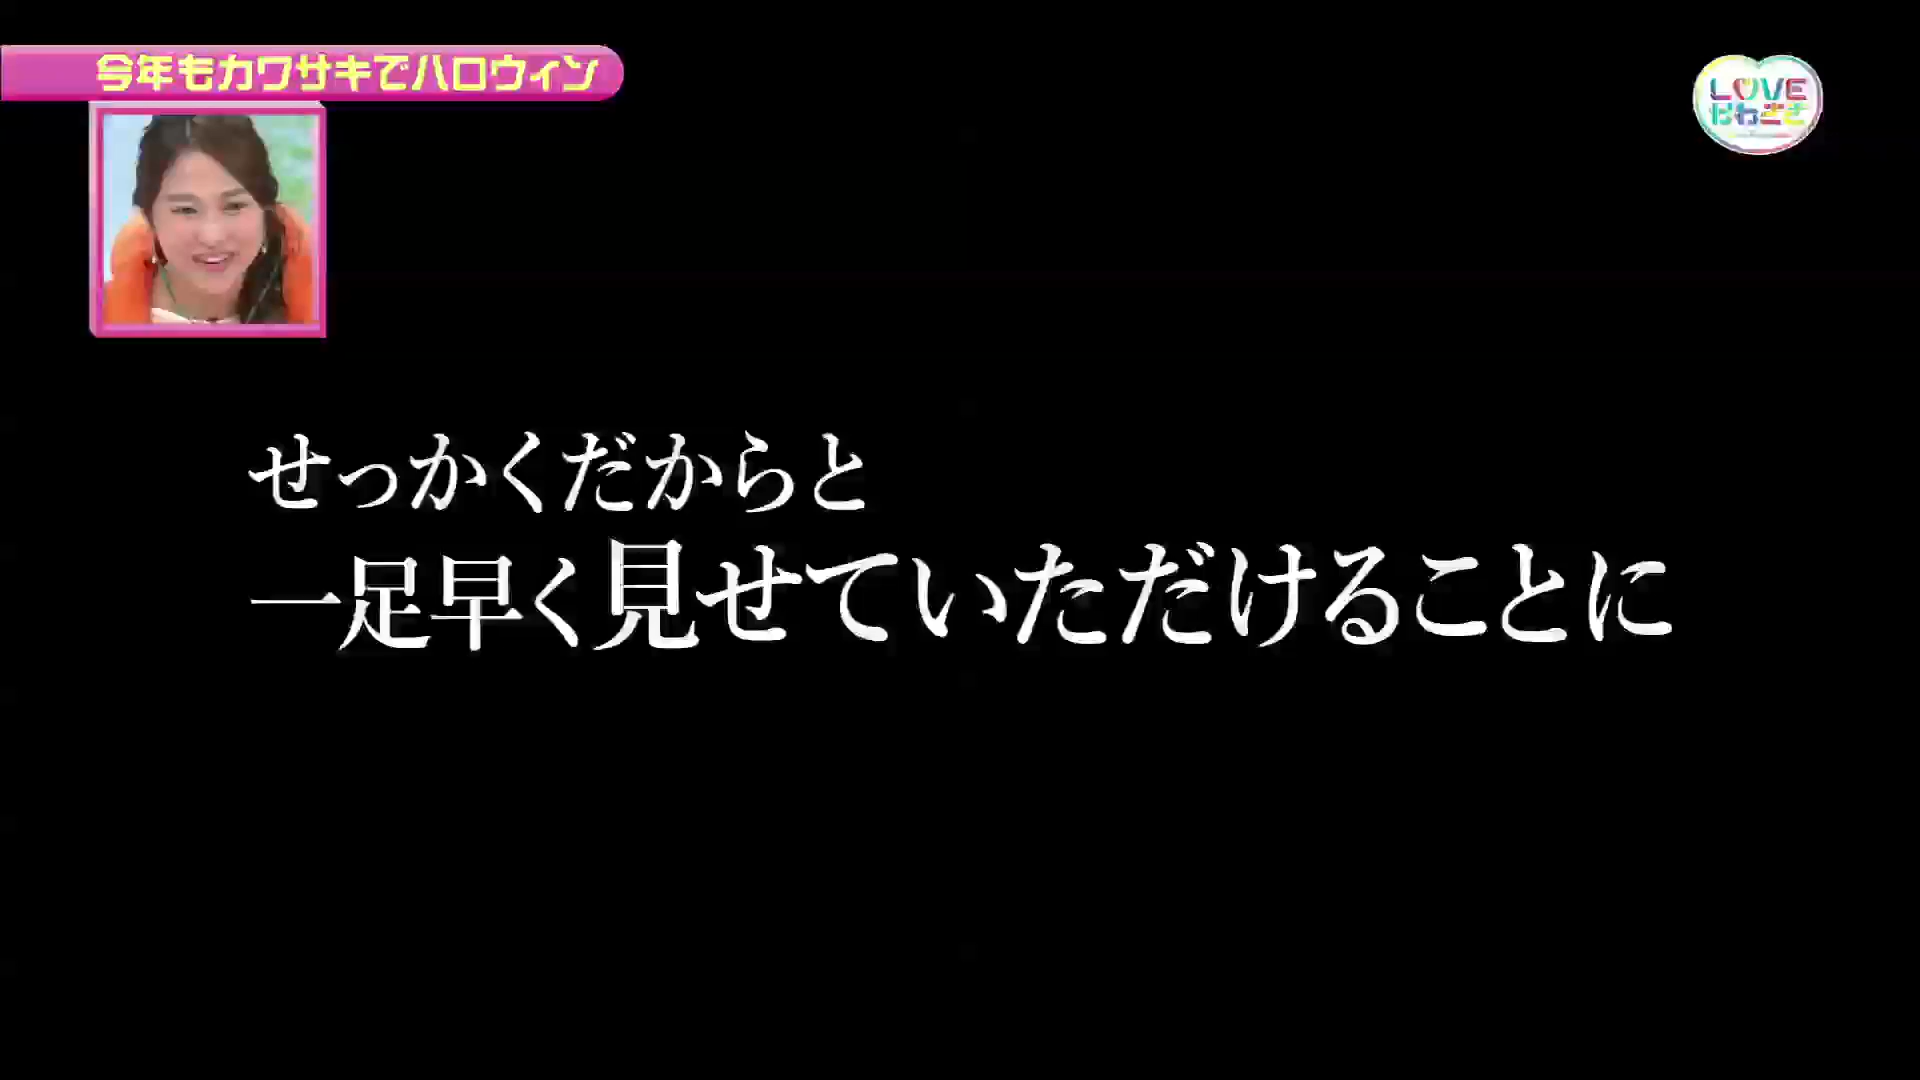 今年もカワサキでハロウィン
LOVE
かわさき
せっかくだからと
一足早く見せていただけることに